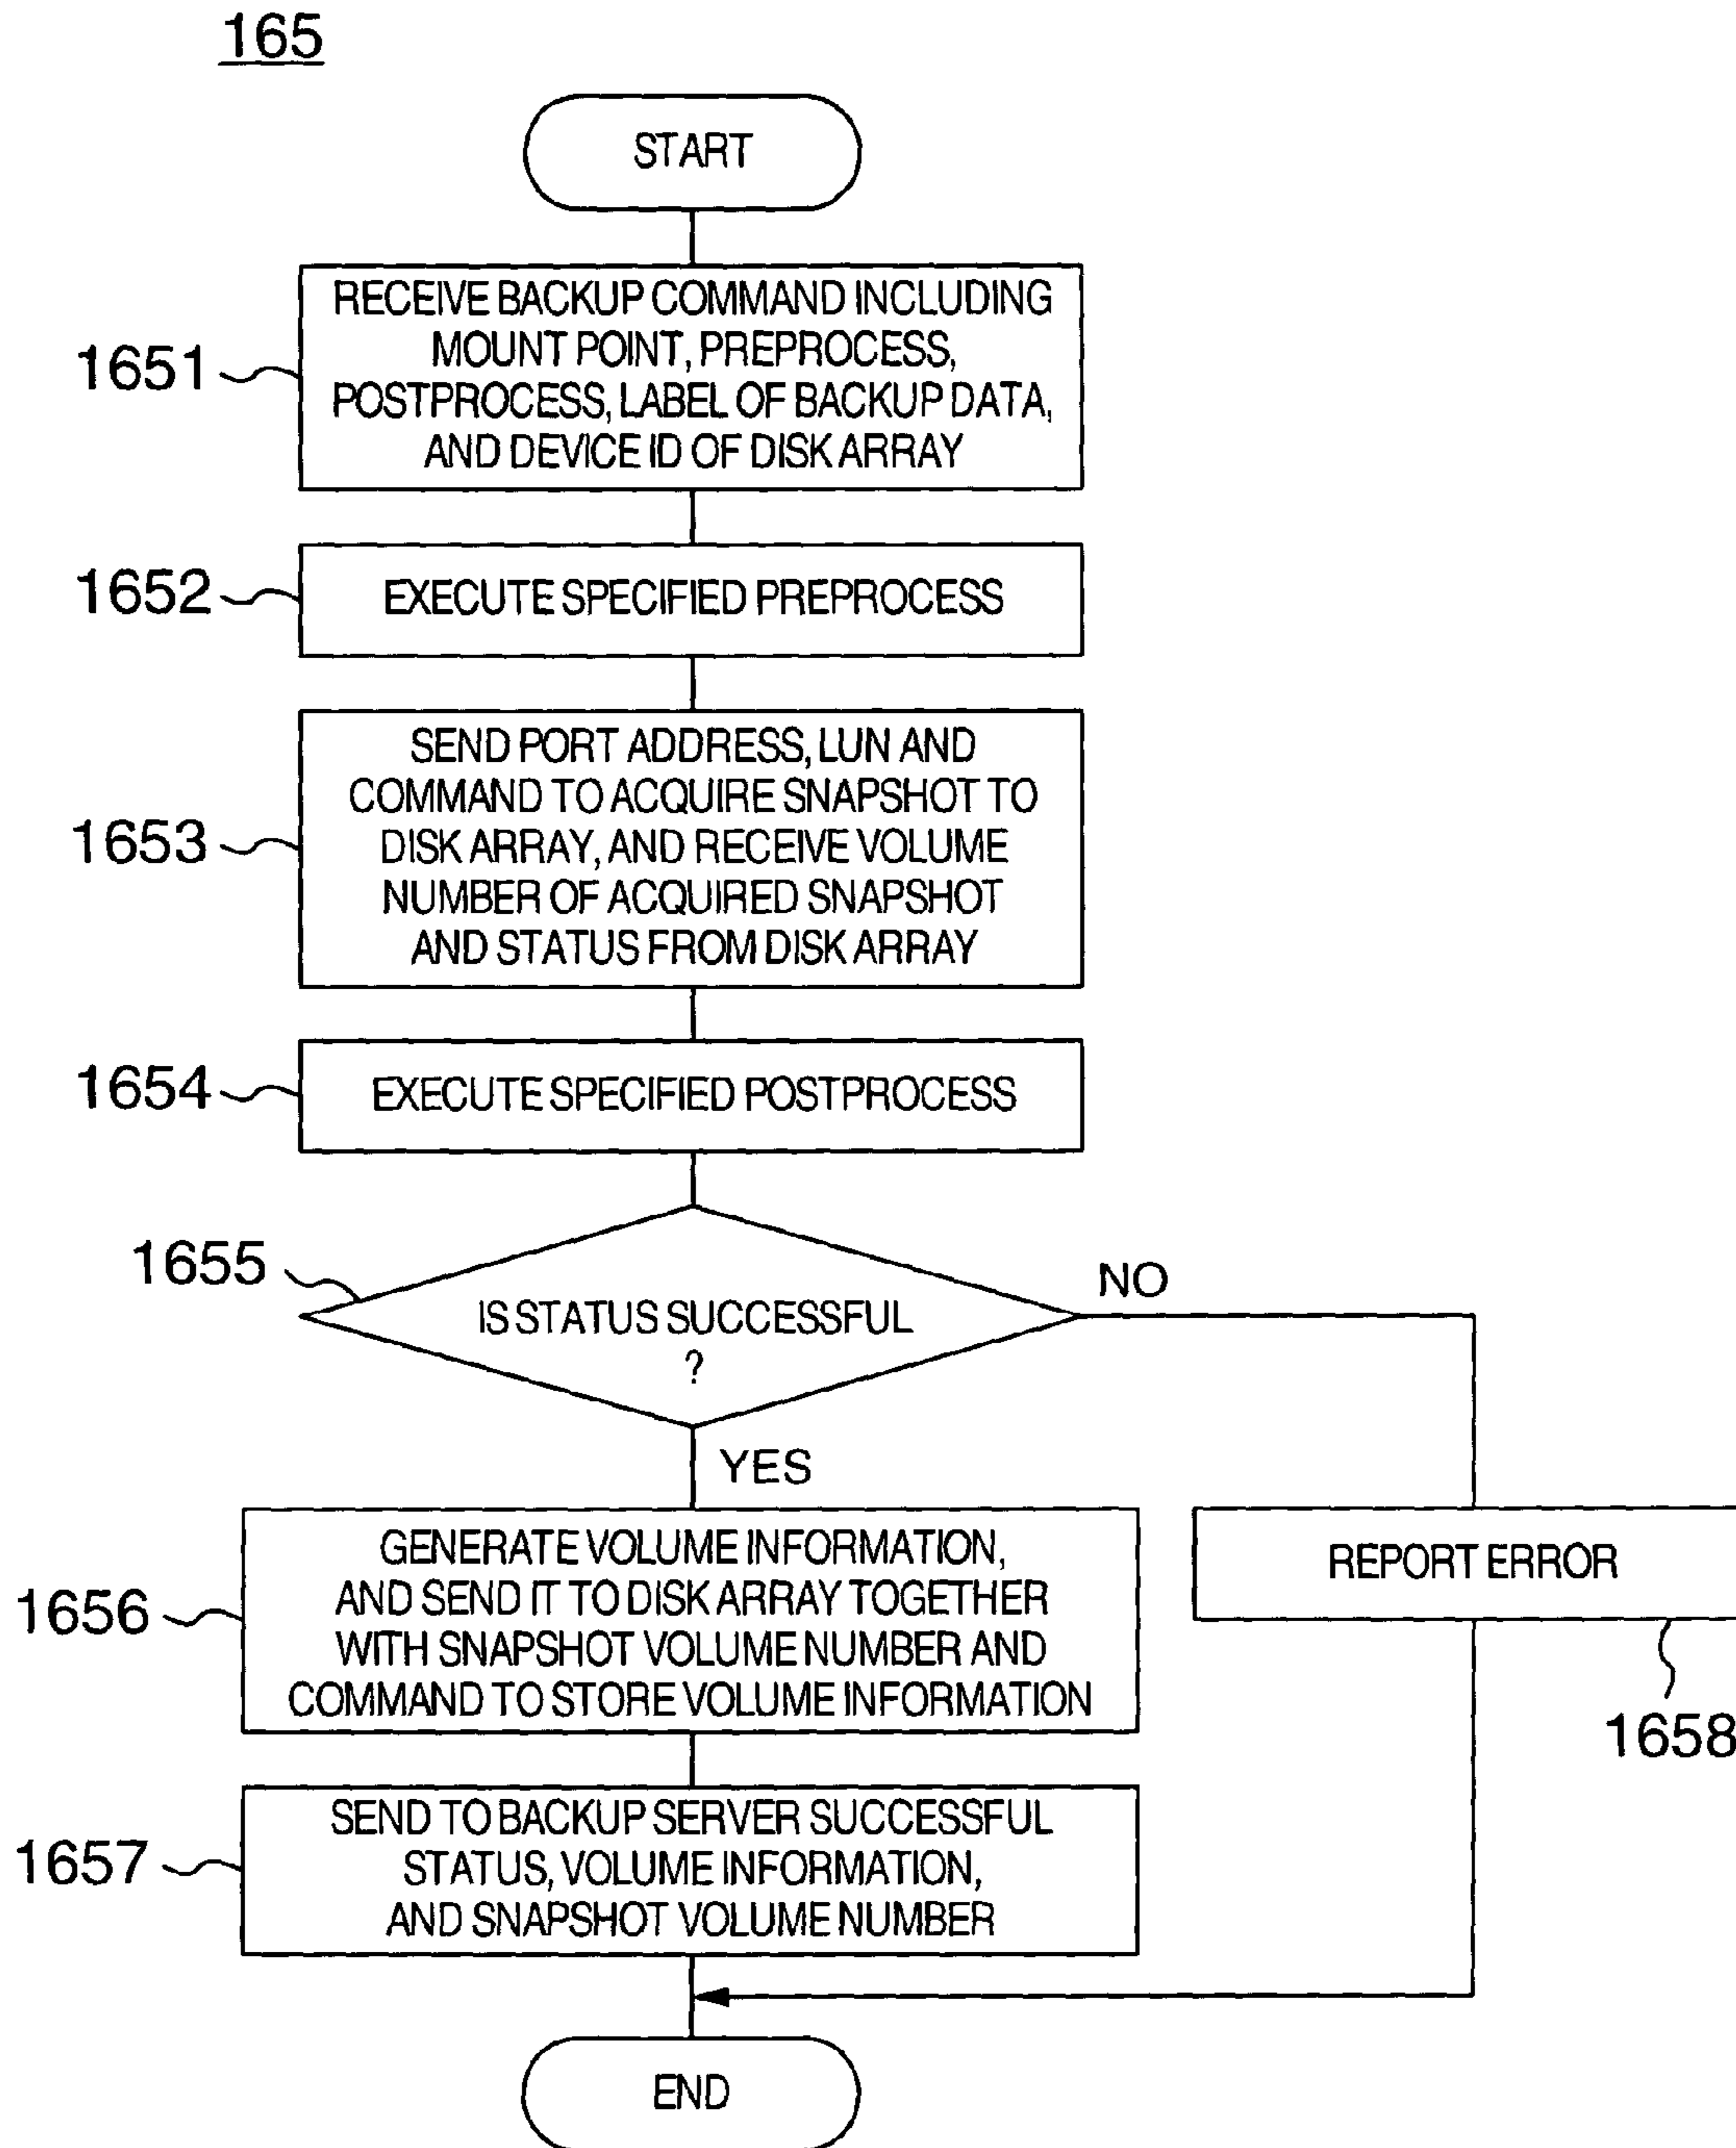 165
START
1651
RECEIVE BACKUP COMMAND INCLUDING
MOUNT POINT, PREPROCESS,
POSTPROCESS, LABEL OF BACKUP DATA,
AND DEVICE ID OF DISK ARRAY
1652
EXECUTE SPECIFIED PREPROCESS
1653
SEND PORT ADDRESS, LUN AND
COMMAND TO ACQUIRE SNAPSHOT TO
DISK ARRAY, AND RECEIVE VOLUME
NUMBER OF ACQUIRED SNAPSHOT
AND STATUS FROM DISK ARRAY
1654
EXECUTE SPECIFIED POSTPROCESS
1655
IS STATUS SUCCESSFUL
?
NO
YES
1656
GENERATE VOLUME INFORMATION,
AND SEND IT TO DISK ARRAY TOGETHER
WITH SNAPSHOT VOLUME NUMBER AND
COMMAND TO STORE VOLUME INFORMATION
REPORT ERROR
1658
1657
SEND TO BACKUP SERVER SUCCESSFUL
STATUS, VOLUME INFORMATION,
AND SNAPSHOT VOLUME NUMBER
END